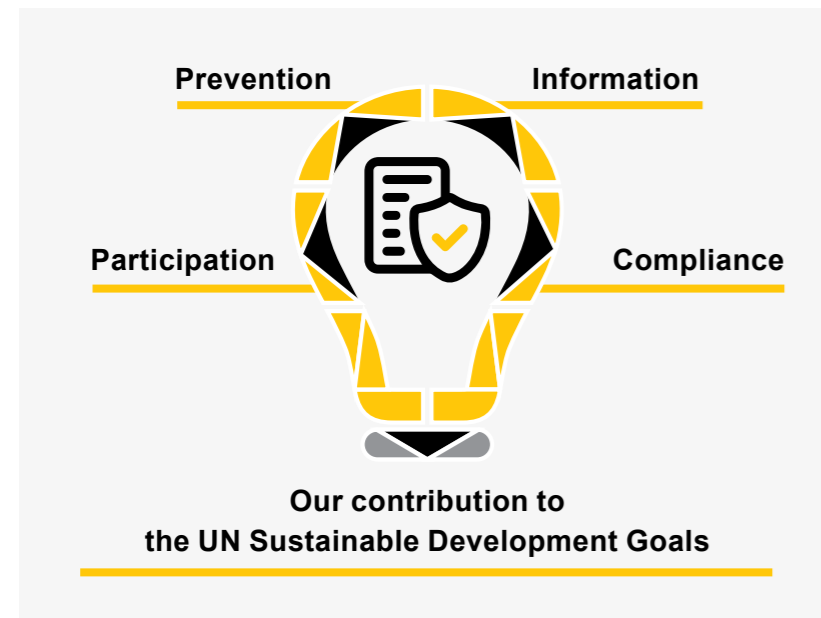 Prevention
Information
Participation
Compliance
Our contribution to
the UN Sustainable Development Goals